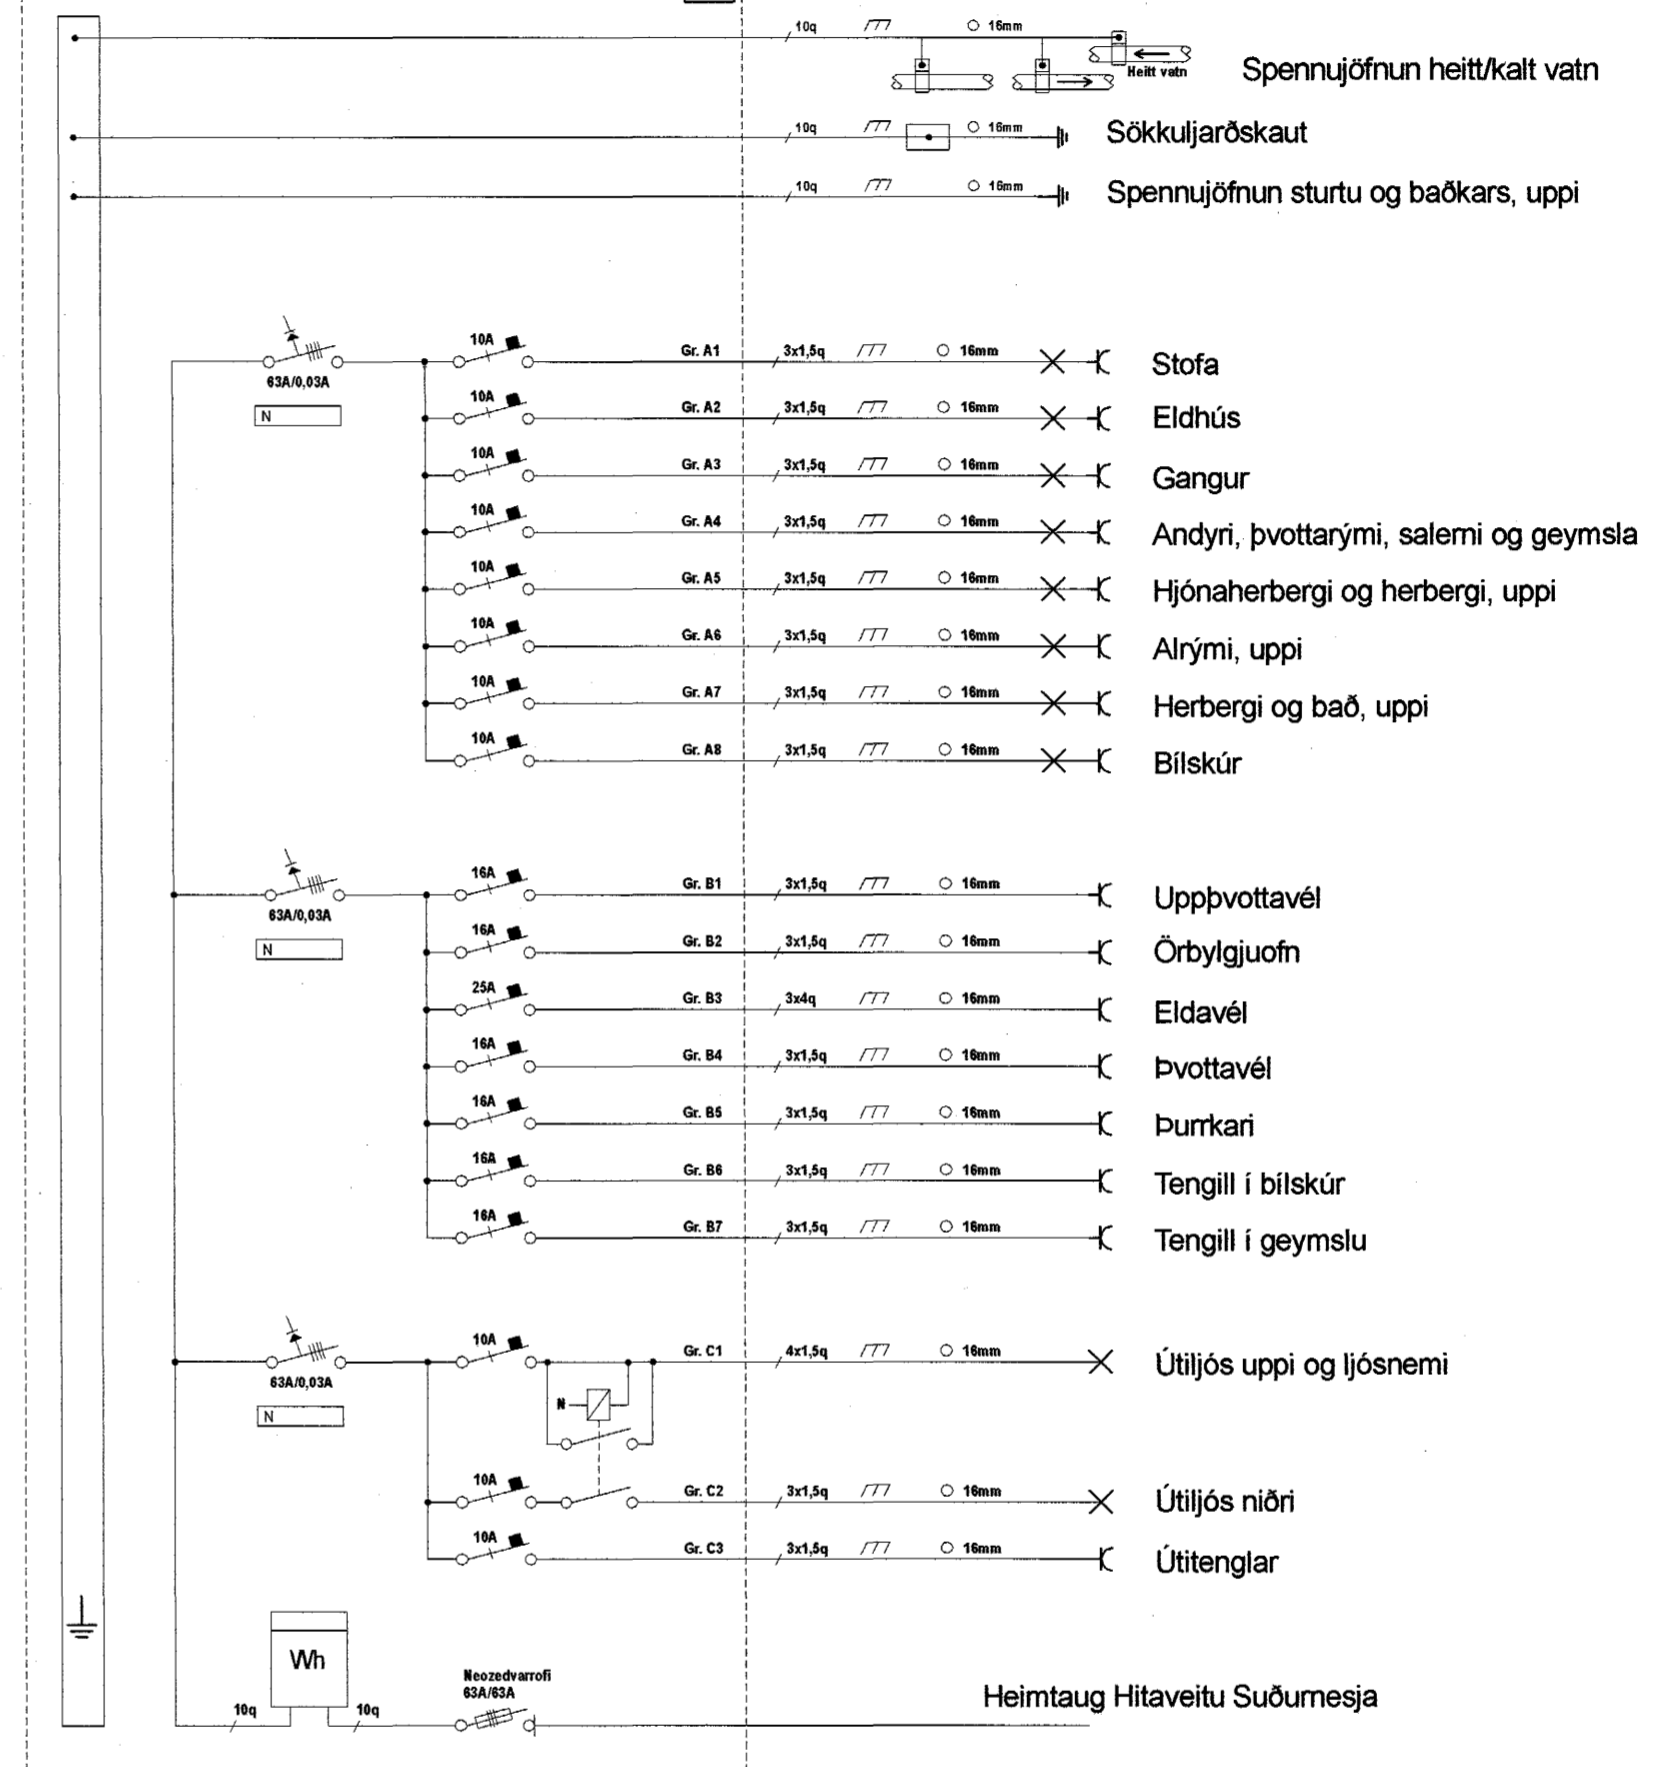 10q 16mm
Heitt vatn
Spennujöfnun heitt/kalt vatn
10q 16mm Sökkuljarðskaut
10q 16mm Spennujöfnun sturtu og baðkars, uppi
63A/0,03A
N
10A Gr. A1 3x1,5q 16mm Stofa
10A Gr. A2 3x1,5q 16mm Eldhús
10A Gr. A3 3x1,5q 16mm Gangur
10A Gr. A4 3x1,5q 16mm Andyri, þvottarými, salerni og geymsla
10A Gr. A5 3x1,5q 16mm Hjónaherbergi og herbergi, uppi
10A Gr. A6 3x1,5q 16mm Alrými, uppi
10A Gr. A7 3x1,5q 16mm Herbergi og bað, uppi
10A Gr. A8 3x1,5q 16mm Bílskúr
63A/0,03A
N
16A Gr. B1 3x1,5q 16mm Uppþvottavél
16A Gr. B2 3x1,5q 16mm Örbylgjuofn
25A Gr. B3 3x4q 16mm Eldavél
16A Gr. B4 3x1,5q 16mm Þvottavél
16A Gr. B5 3x1,5q 16mm Þurrkari
16A Gr. B6 3x1,5q 16mm Tengill í bílskúr
16A Gr. B7 3x1,5q 16mm Tengill í geymslu
63A/0,03A
N
10A Gr. C1 4x1,5q 16mm Útiljós uppi og ljósnemi
N
10A Gr. C2 3x1,5q 16mm Útiljós niðri
10A Gr. C3 3x1,5q 16mm Útitenglar
Wh
10q 10q
Neozedvarrofi
63A/63A
Heimtaug Hitaveitu Suðurnesja